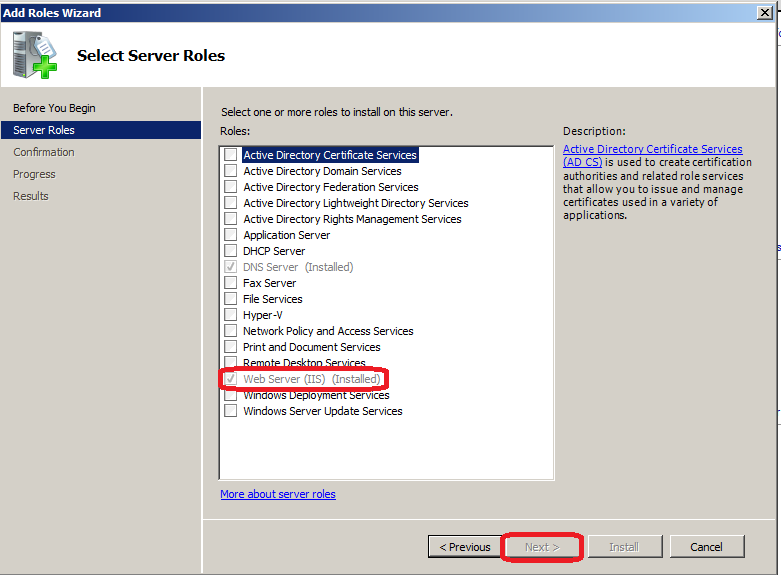 Add Roles Wizard
Select Server Roles
Before You Begin
Server Roles
Confirmation
Progress
Results
Select one or more roles to install on this server.
Roles:
Active Directory Certificate Services
Active Directory Domain Services
Active Directory Federation Services
Active Directory Lightweight Directory Services
Active Directory Rights Management Services
Application Server
DHCP Server
DNS Server (Installed)
Fax Server
File Services
Hyper-V
Network Policy and Access Services
Print and Document Services
Remote Desktop Services
Web Server (IIS) (Installed)
Windows Deployment Services
Windows Server Update Services
More about server roles
Description:
Active Directory Certificate Services
(AD CS) is used to create certification
authorities and related role services
that allow you to issue and manage
certificates used in a variety of
applications.
< Previous
Next >
Install
Cancel